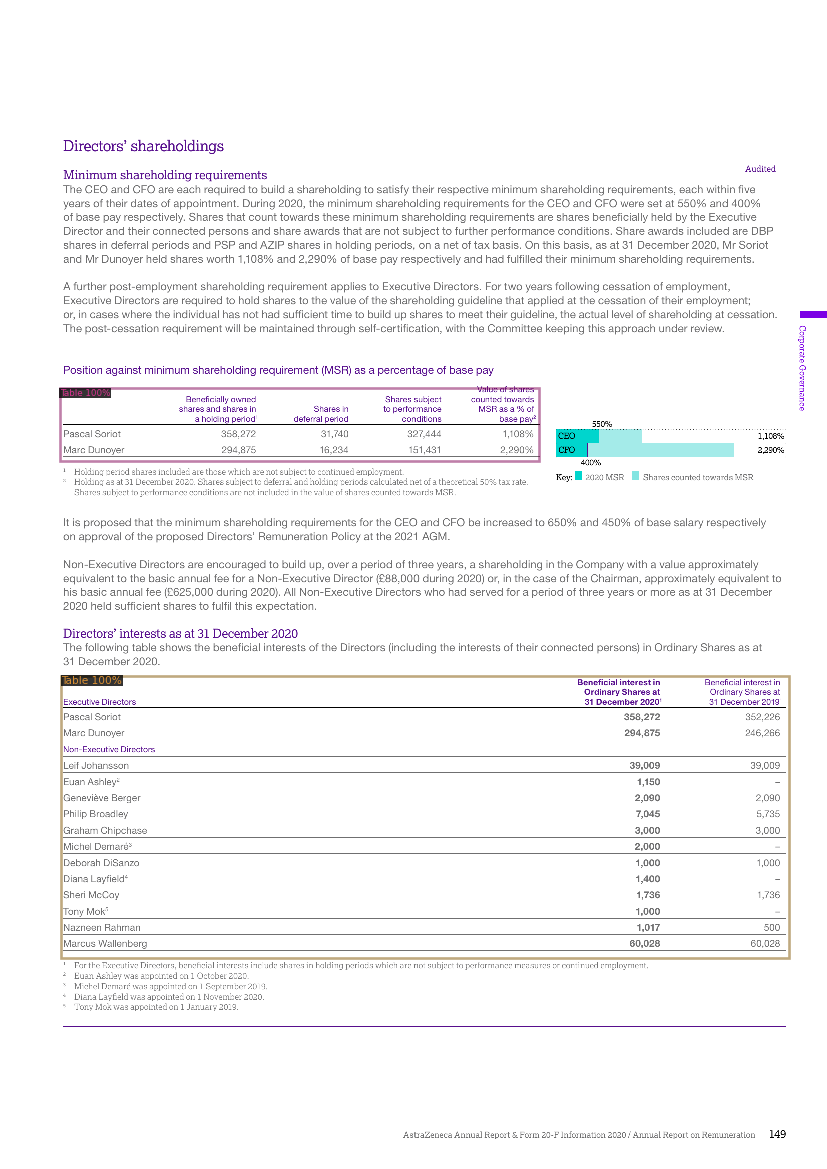 Directors’ shareholdings
Audited
Minimum shareholding requirements
The CEO and CFO are each required to build a shareholding to satisfy their respective minimum shareholding requirements, each within five
years of their dates of appointment. During 2020, the minimum shareholding requirements for the CEO and CFO were set at 550% and 400%
of base pay respectively. Shares that count towards these minimum shareholding requirements are shares beneficially held by the Executive
Director and their connected persons and share awards that are not subject to further performance conditions. Share awards included are DBP
shares in deferral periods and PSP and AZIP shares in holding periods, on a net of tax basis. On this basis, as at 31 December 2020, Mr Soriot
and Mr Dunoyer held shares worth 1,108% and 2,290% of base pay respectively and had fulfilled their minimum shareholding requirements.
A further post-employment shareholding requirement applies to Executive Directors. For two years following cessation of employment,
Executive Directors are required to hold shares to the value of the shareholding guideline that applied at the cessation of their employment;
or, in cases where the individual has not had sufficient time to build up shares to meet their guideline, the actual level of shareholding at cessation.
The post-cessation requirement will be maintained through self-certification, with the Committee keeping this approach under review.
Corporate Governance
Position against minimum shareholding requirement (MSR) as a percentage of base pay
Table 100%
Beneficially owned shares and shares in a holding period¹ Shares in deferral period Shares subject to performance conditions Value of shares counted towards MSR as a % of base pay²
Pascal Soriot 358,272 31,740 327,444 1,108%
Marc Dunoyer 294,875 16,234 151,431 2,290%
550%
CEO 1,108%
CFO 2,290%
400%
Key: 2020 MSR Shares counted towards MSR
¹ Holding period shares included are those which are not subject to continued employment.
² Holding as at 31 December 2020. Shares subject to deferral and holding periods calculated net of a theoretical 50% tax rate.
Shares subject to performance conditions are not included in the value of shares counted towards MSR.
It is proposed that the minimum shareholding requirements for the CEO and CFO be increased to 650% and 450% of base salary respectively
on approval of the proposed Directors’ Remuneration Policy at the 2021 AGM.
Non-Executive Directors are encouraged to build up, over a period of three years, a shareholding in the Company with a value approximately
equivalent to the basic annual fee for a Non-Executive Director (£88,000 during 2020) or, in the case of the Chairman, approximately equivalent to
his basic annual fee (£625,000 during 2020). All Non-Executive Directors who had served for a period of three years or more as at 31 December
2020 held sufficient shares to fulfil this expectation.
Directors’ interests as at 31 December 2020
The following table shows the beneficial interests of the Directors (including the interests of their connected persons) in Ordinary Shares as at
31 December 2020.
Table 100%
Executive Directors Beneficial interest in Ordinary Shares at 31 December 2020¹ Beneficial interest in Ordinary Shares at 31 December 2019
Pascal Soriot 358,272 352,226
Marc Dunoyer 294,875 246,266
Non-Executive Directors
Leif Johansson 39,009 39,009
Euan Ashley² 1,150 –
Geneviève Berger 2,090 2,090
Philip Broadley 7,045 5,735
Graham Chipchase 3,000 3,000
Michel Demaré³ 2,000 –
Deborah DiSanzo 1,000 1,000
Diana Layfield⁴ 1,400 –
Sheri McCoy 1,736 1,736
Tony Mok⁵ 1,000 –
Nazneen Rahman 1,017 500
Marcus Wallenberg 60,028 60,028
¹ For the Executive Directors, beneficial interests include shares in holding periods which are not subject to performance measures or continued employment.
² Euan Ashley was appointed on 1 October 2020.
³ Michel Demaré was appointed on 1 September 2019.
⁴ Diana Layfield was appointed on 1 November 2020.
⁵ Tony Mok was appointed on 1 January 2019.
AstraZeneca Annual Report & Form 20-F Information 2020 / Annual Report on Remuneration 149